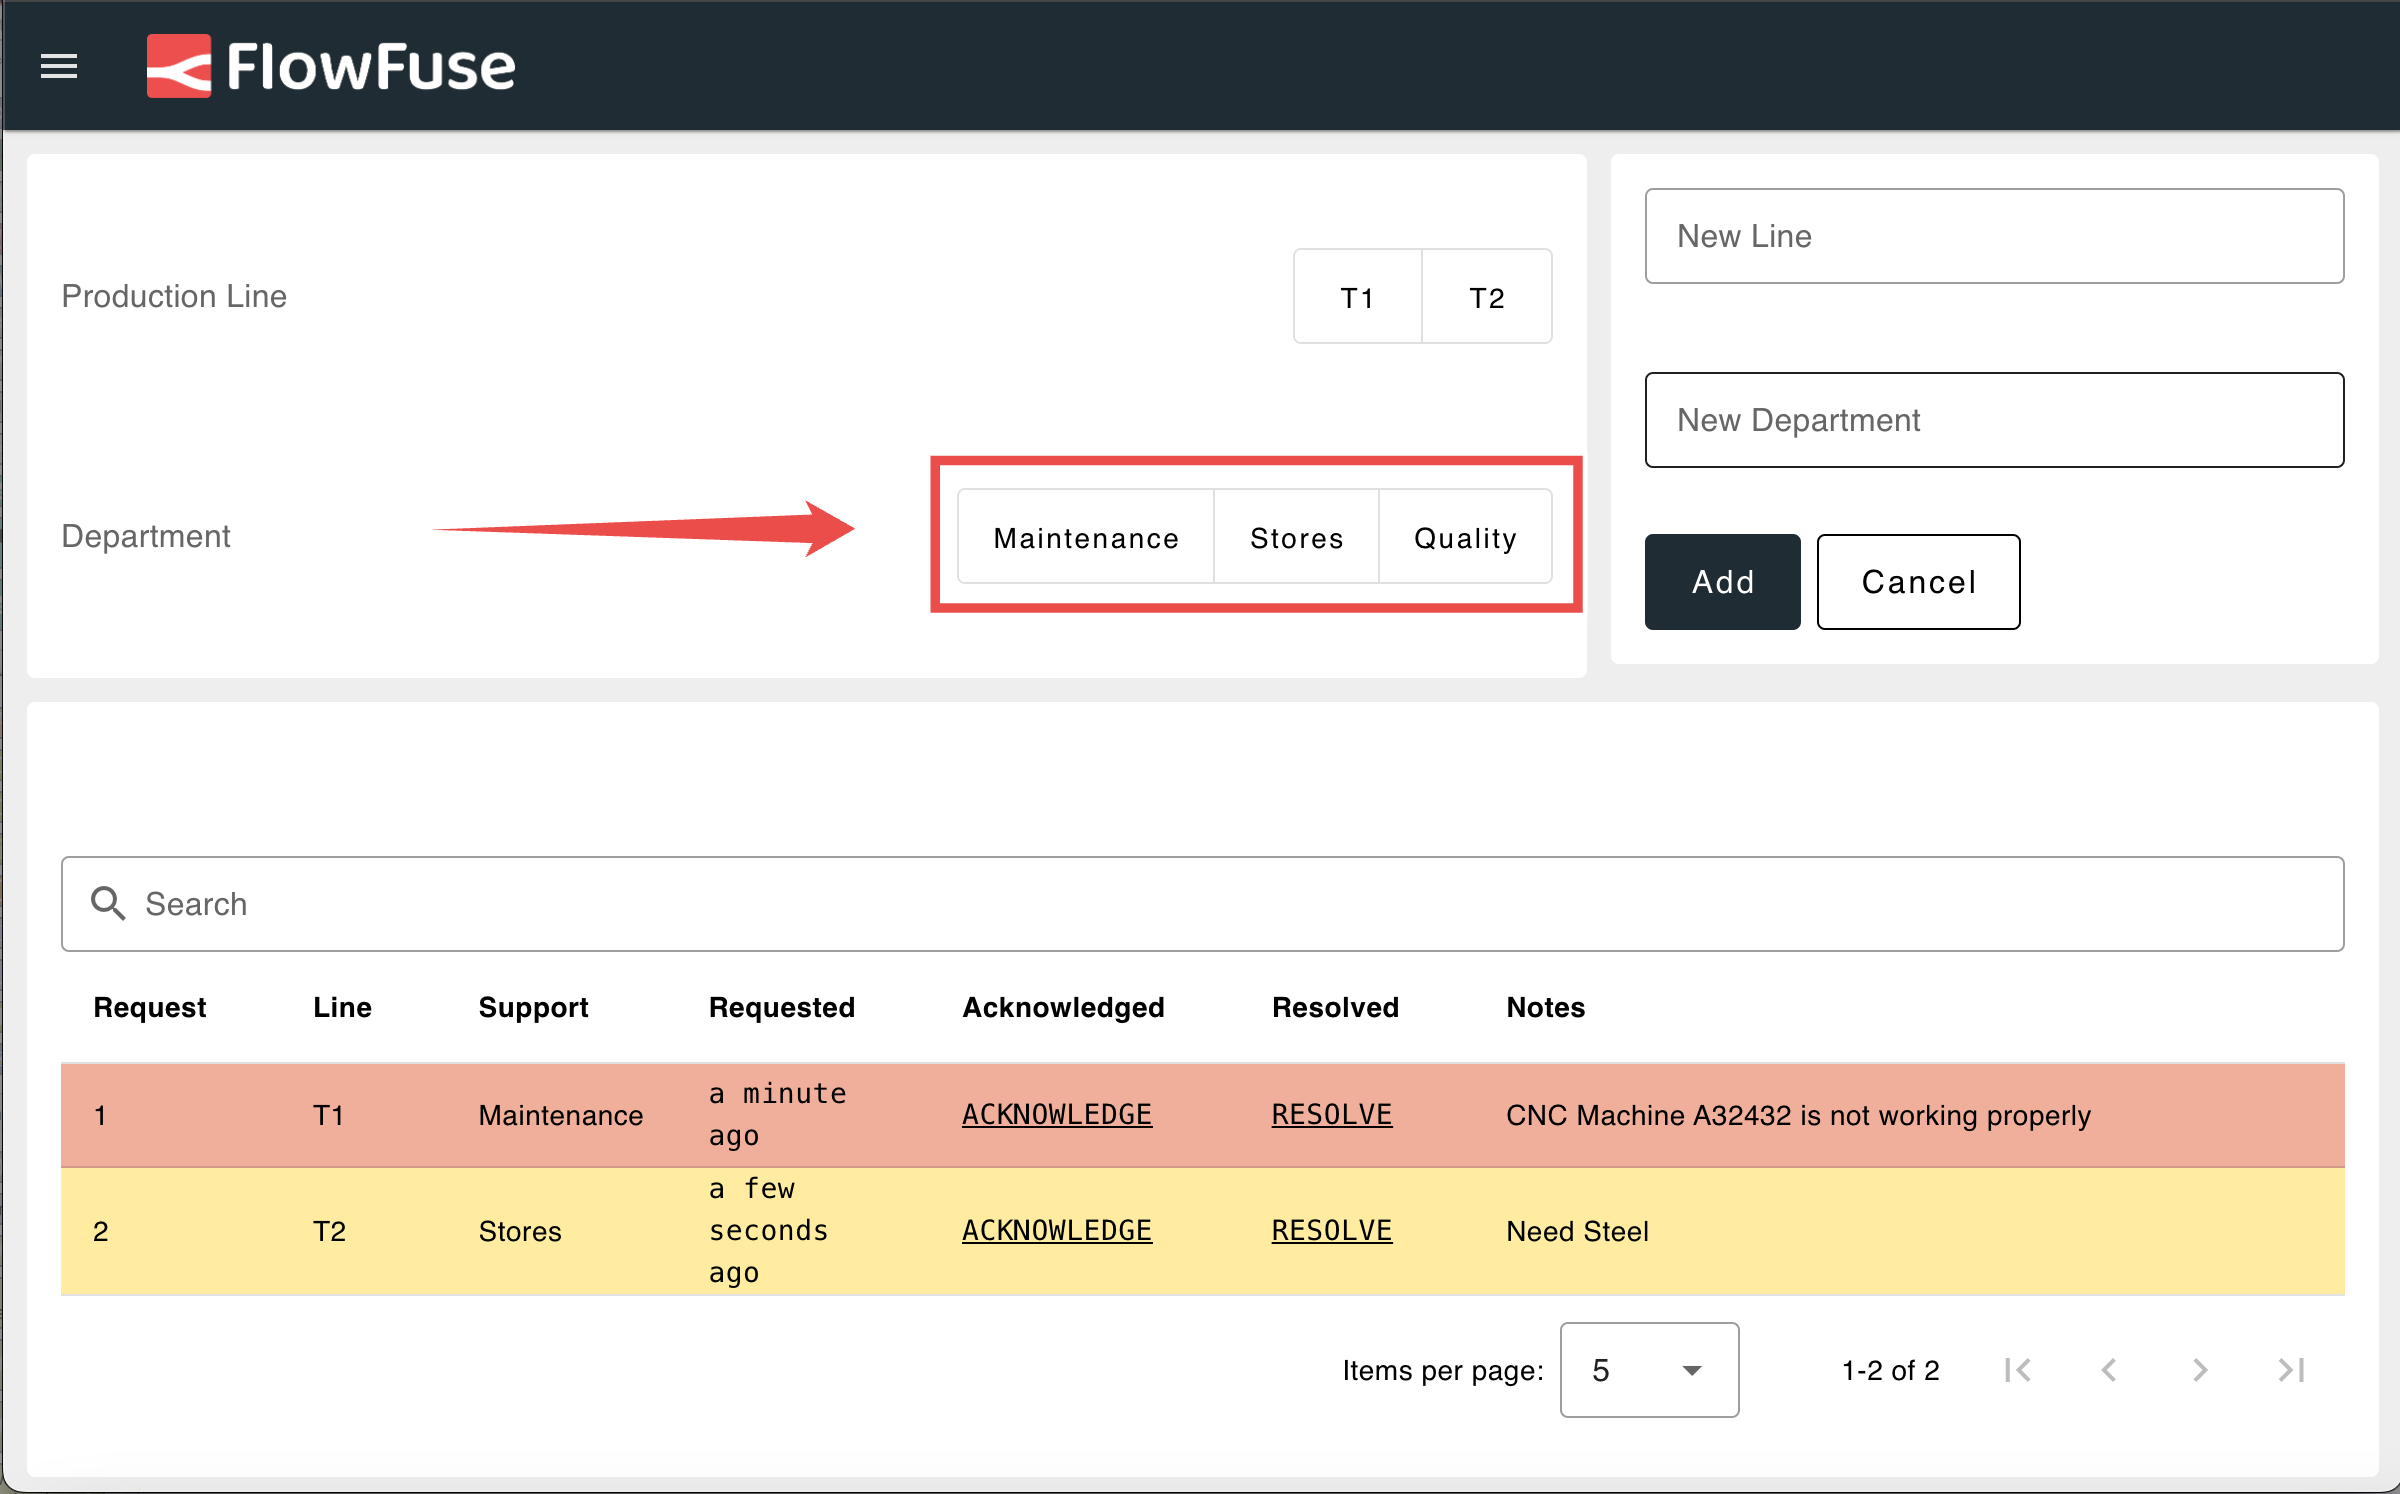 FlowFuse
Production Line
T1
T2
Department
Maintenance
Stores
Quality
New Line
New Department
Add
Cancel
Search
Request Line Support Requested Acknowledged Resolved Notes
1 T1 Maintenance a minute ago ACKNOWLEDGE RESOLVE CNC Machine A32432 is not working properly
2 T2 Stores a few seconds ago ACKNOWLEDGE RESOLVE Need Steel
Items per page: 5 1-2 of 2